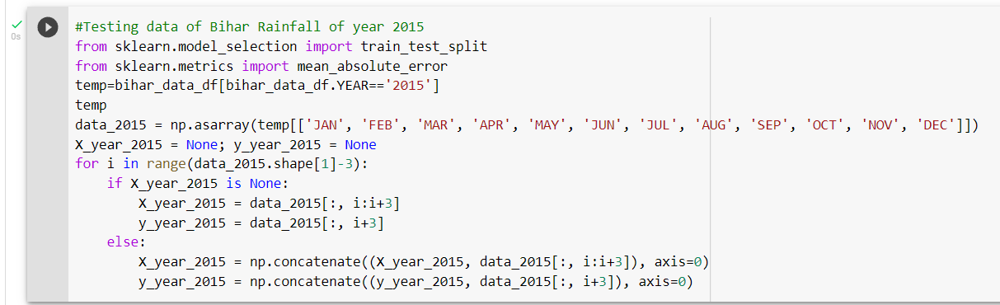 0s
#Testing data of Bihar Rainfall of year 2015
from sklearn.model_selection import train_test_split
from sklearn.metrics import mean_absolute_error
temp=bihar_data_df[bihar_data_df.YEAR=='2015']
temp
data_2015 = np.asarray(temp[['JAN', 'FEB', 'MAR', 'APR', 'MAY', 'JUN', 'JUL', 'AUG', 'SEP', 'OCT', 'NOV', 'DEC']])
X_year_2015 = None; y_year_2015 = None
for i in range(data_2015.shape[1]-3):
    if X_year_2015 is None:
        X_year_2015 = data_2015[:, i:i+3]
        y_year_2015 = data_2015[:, i+3]
    else:
        X_year_2015 = np.concatenate((X_year_2015, data_2015[:, i:i+3]), axis=0)
        y_year_2015 = np.concatenate((y_year_2015, data_2015[:, i+3]), axis=0)